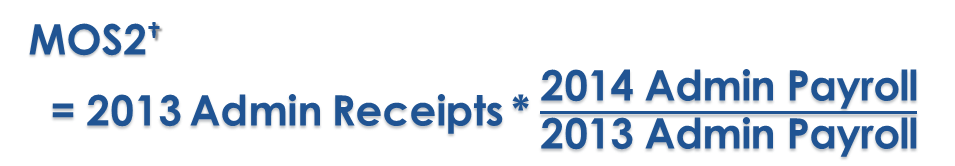 MOS2†
= 2013 Admin Receipts * 2014 Admin Payroll
2013 Admin Payroll